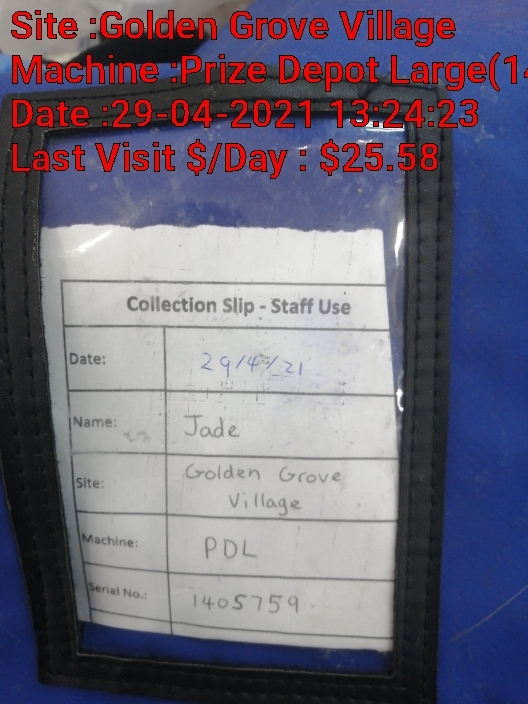 Site :Golden Grove Village
Machine :Prize Depot Large(14
Date :29-04-2021 13:24:23
Last Visit $/Day : $25.58
Collection Slip - Staff Use
Date: 29/4/21
Name: Jade
Site: Golden Grove
Village
Machine: PDL
Serial No.: 1405759